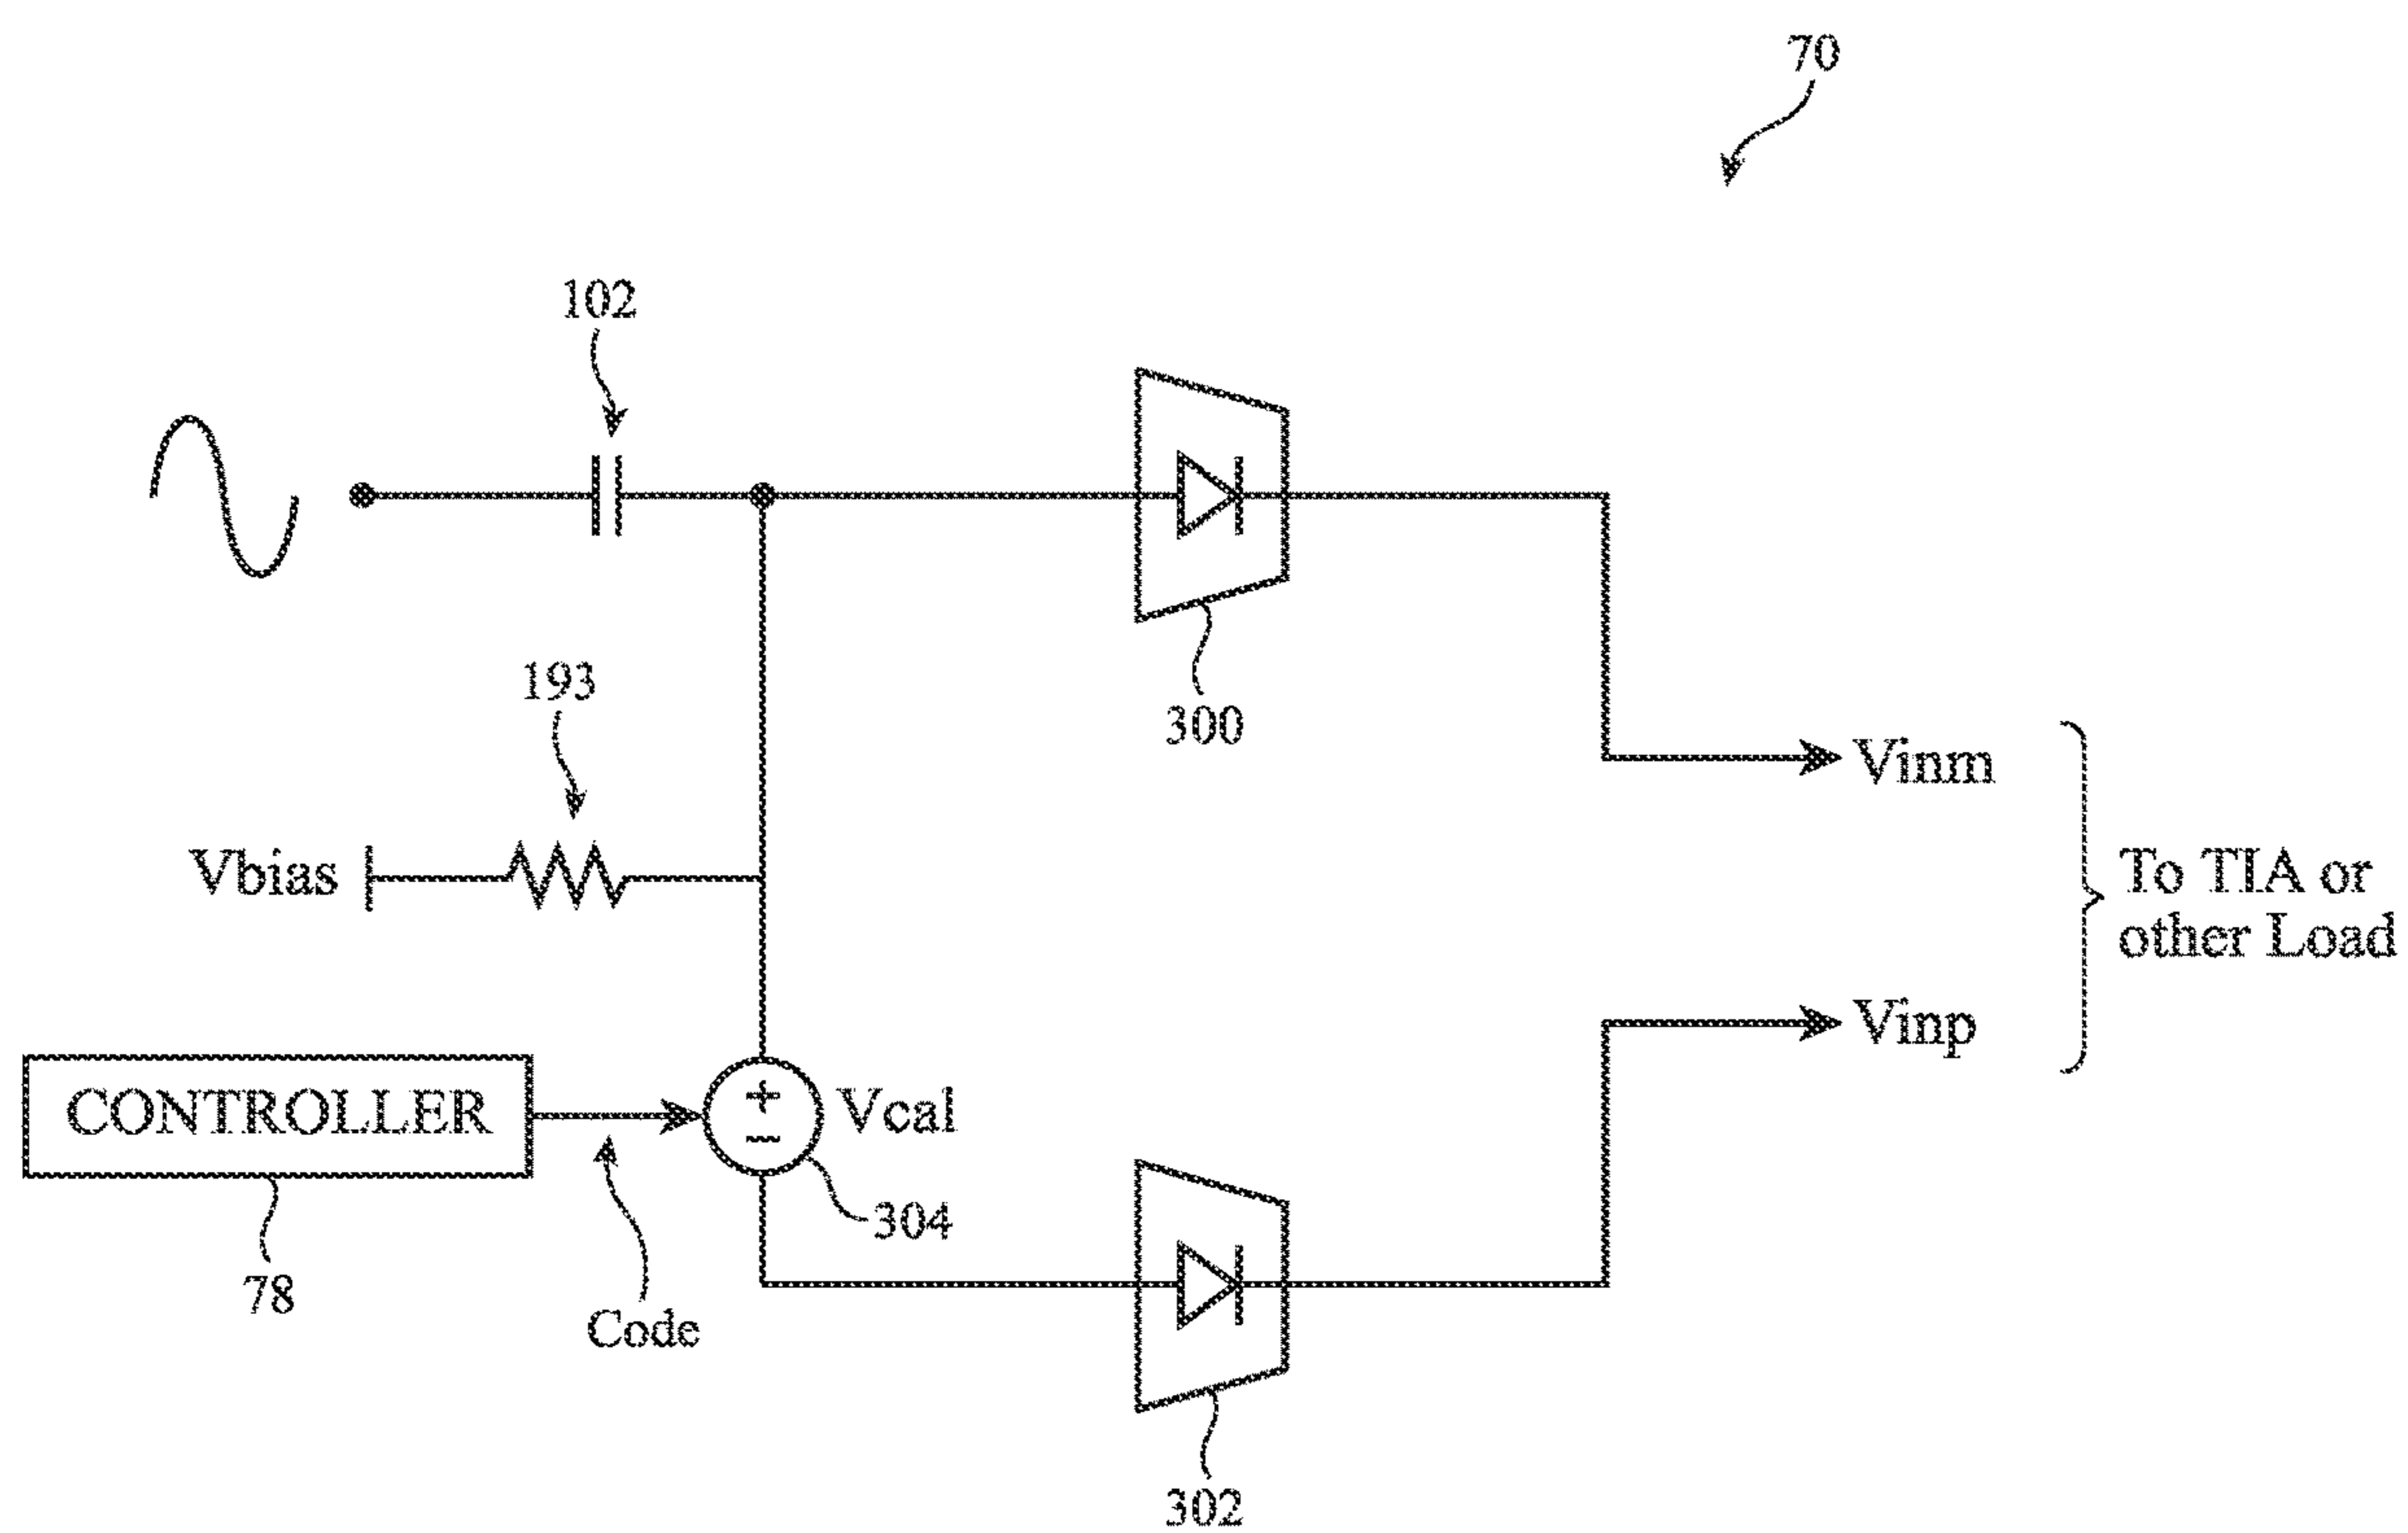 70
102
300
193
Vinm
Vbias
To TIA or
other Load
Vinp
CONTROLLER
+
−
Vcal
304
78
Code
302